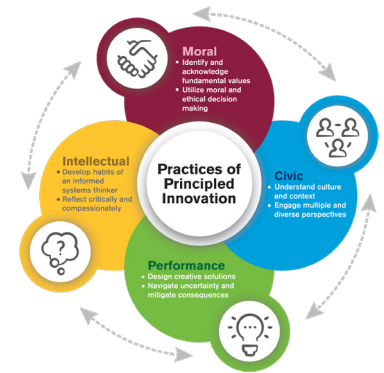 Moral
Identify and
acknowledge
fundamental values
Utilize moral and
ethical decision
making
Intellectual
Develop habits of
an informed
systems thinker
Reflect critically and
compassionately
Practices of
Principled
Innovation
Civic
Understand culture
and context
Engage multiple and
diverse perspectives
Performance
Design creative solutions
Navigate uncertainty and
mitigate consequences
?